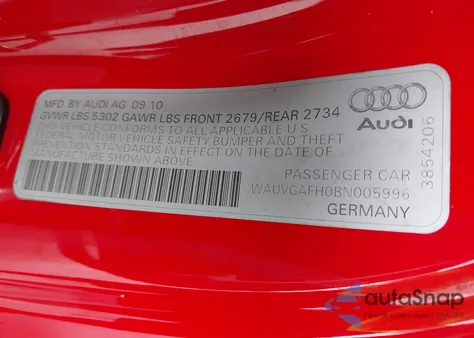 MFD BY AUDI AG 09 10
GVWR LBS 5302 GAWR LBS FRONT 2679/REAR 2734
THIS VEHICLE CONFORMS TO ALL APPLICABLE U S
FEDERAL MOTOR VEHICLE SAFETY BUMPER AND THEFT
PREVENTION STANDARDS IN EFFECT ON THE DATE OF
MANUFACTURE SHOWN ABOVE
Audi
3854206
PASSENGER CAR
WAUVGAFH0BN005996
GERMANY
autoSnap